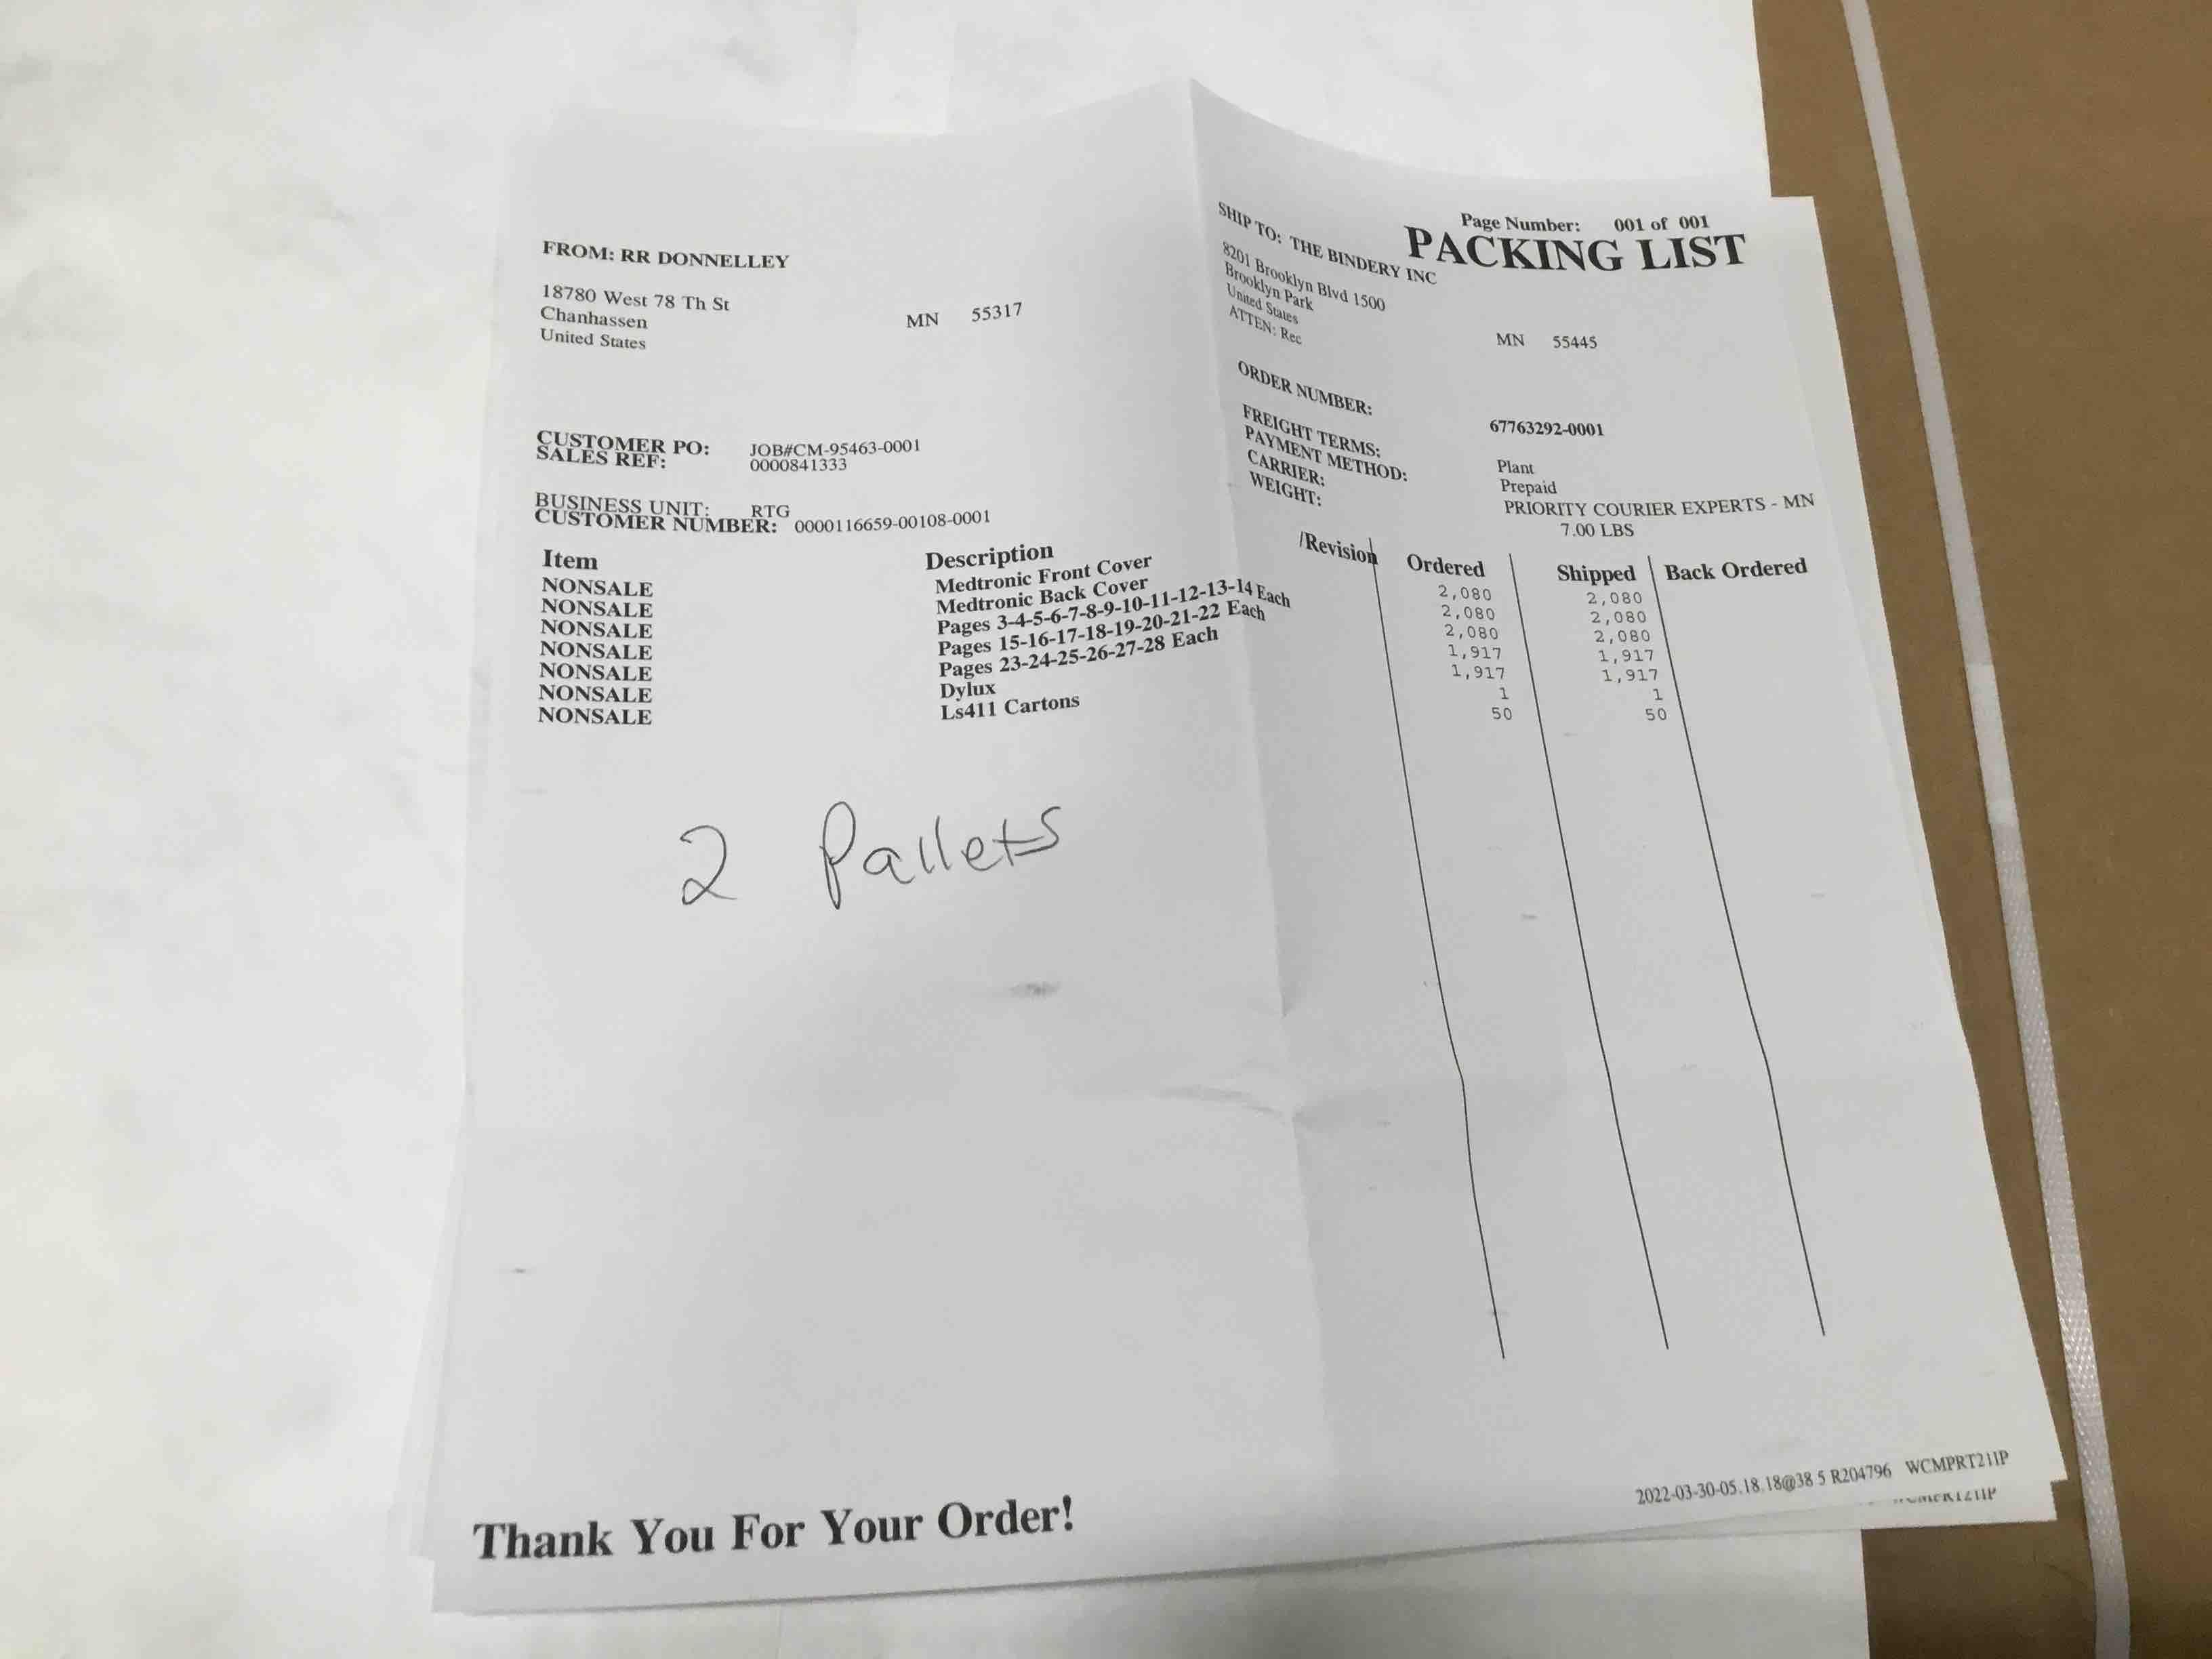 Page Number: 001 of 001
PACKING LIST
FROM: RR DONNELLEY
18780 West 78 Th St
Chanhassen MN 55317
United States
SHIP TO: THE BINDERY INC
8201 Brooklyn Blvd 1500
Brooklyn Park MN 55445
United States
ATTEN: Rec
ORDER NUMBER: 67763292-0001
CUSTOMER PO: JOB#CM-95463-0001
SALES REF: 0000841333
BUSINESS UNIT: RTG
CUSTOMER NUMBER: 0000116659-00108-0001
FREIGHT TERMS: Plant
PAYMENT METHOD: Prepaid
CARRIER: PRIORITY COURIER EXPERTS - MN
WEIGHT: 7.00 LBS
Item Description /Revision Ordered Shipped Back Ordered
NONSALE Medtronic Front Cover 2,080 2,080
NONSALE Medtronic Back Cover 2,080 2,080
NONSALE Pages 3-4-5-6-7-8-9-10-11-12-13-14 Each 2,080 2,080
NONSALE Pages 15-16-17-18-19-20-21-22 Each 1,917 1,917
NONSALE Pages 23-24-25-26-27-28 Each 1,917 1,917
NONSALE Dylux 1 1
NONSALE Ls411 Cartons 50 50
2 Pallets
Thank You For Your Order!
2022-03-30-05.18.18@38 5 R204796 WCMPRT21IP